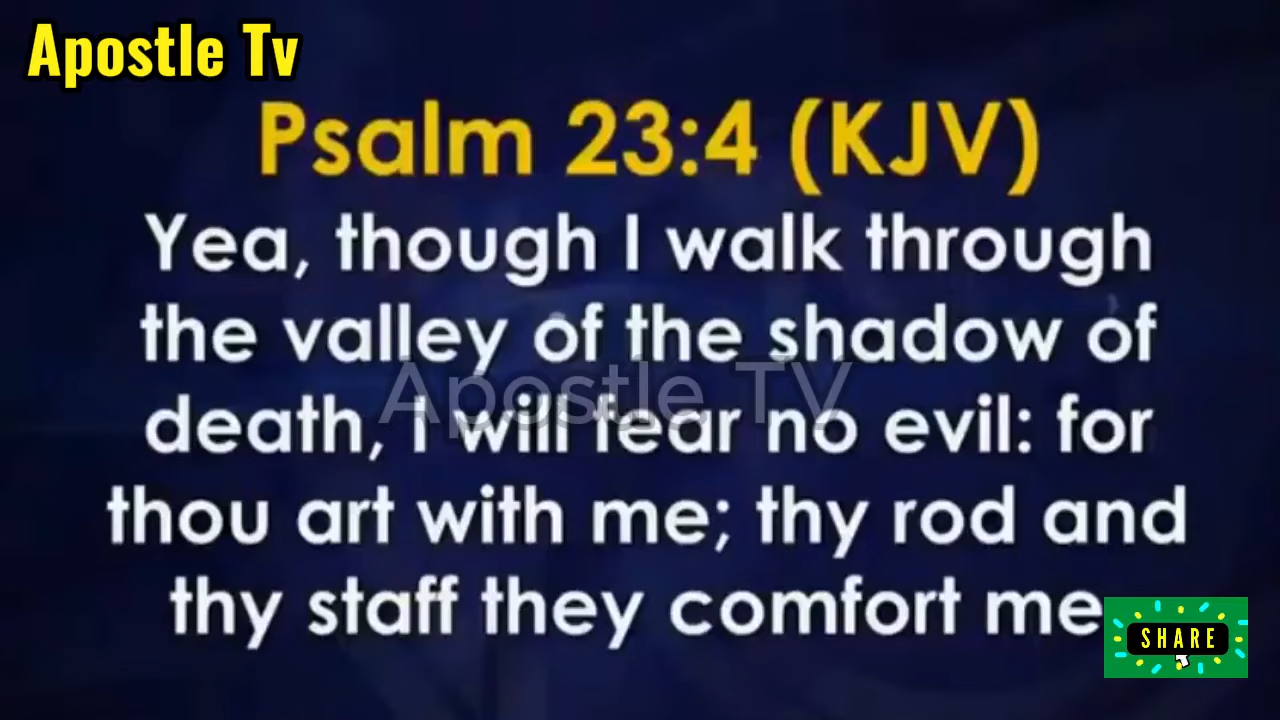 Apostle Tv
Psalm 23:4 (KJV)
Yea, though I walk through
the valley of the shadow of
Apostle TV
death, I will fear no evil: for
thou art with me; thy rod and
thy staff they comfort me
SHARE